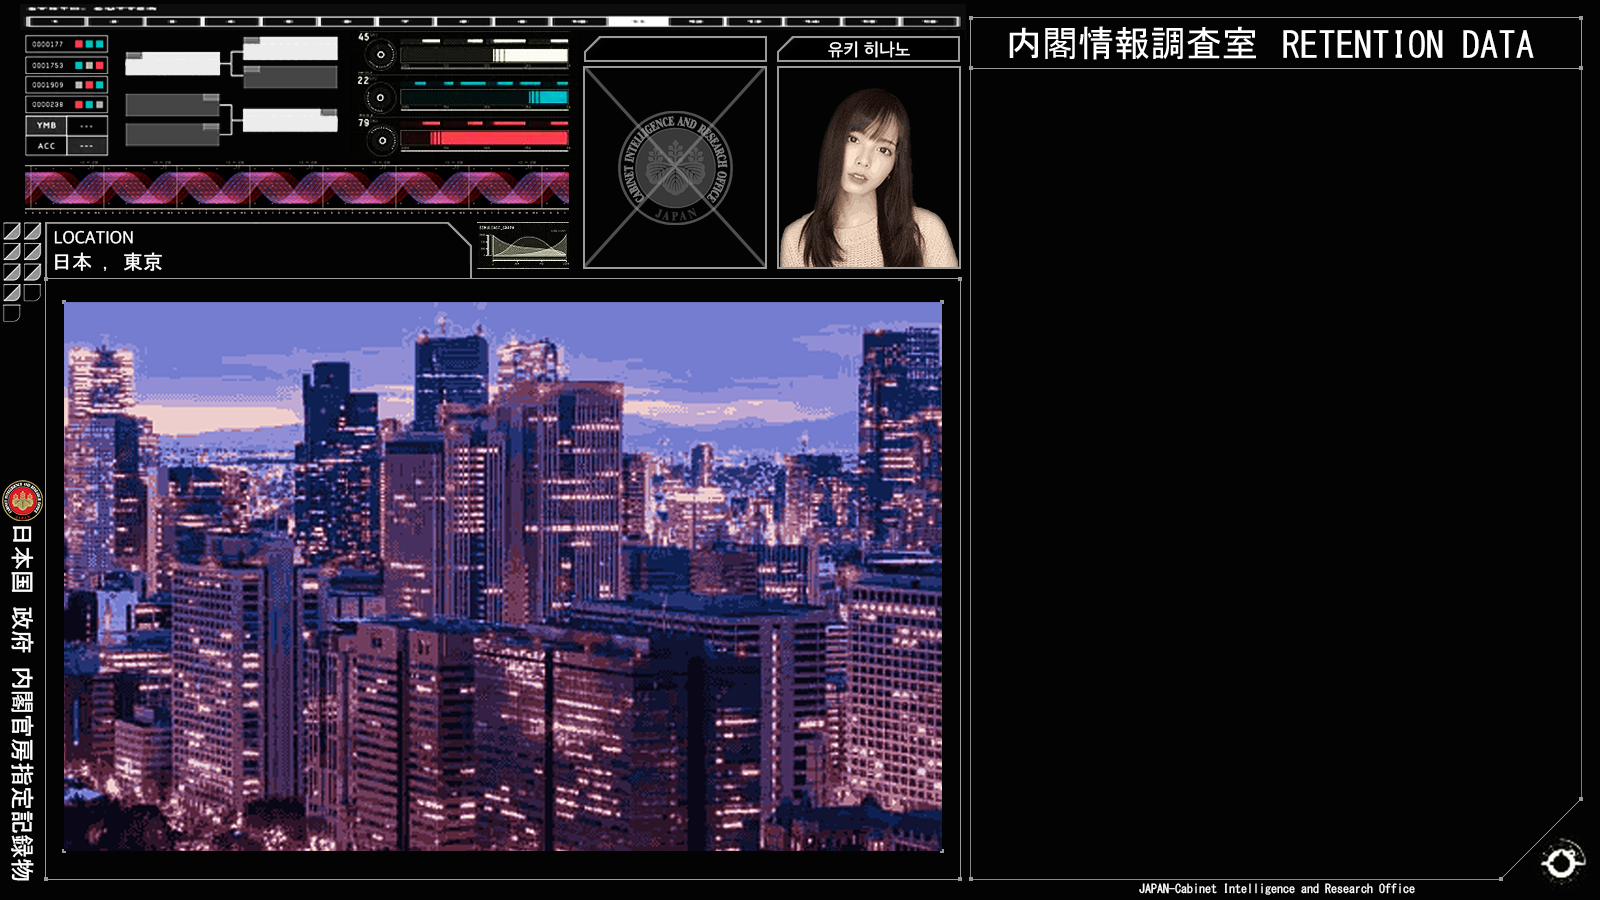 0000177
0001753
0001909
0000238
YMB ---
ACC ---
45
22
79
유키 히나노
CABINET INTELLIGENCE AND RESEARCH OFFICE
JAPAN
LOCATION
日本 , 東京
内閣情報調査室 RETENTION DATA
日本国 政府 内閣官房指定記録物
JAPAN-Cabinet Intelligence and Research Office